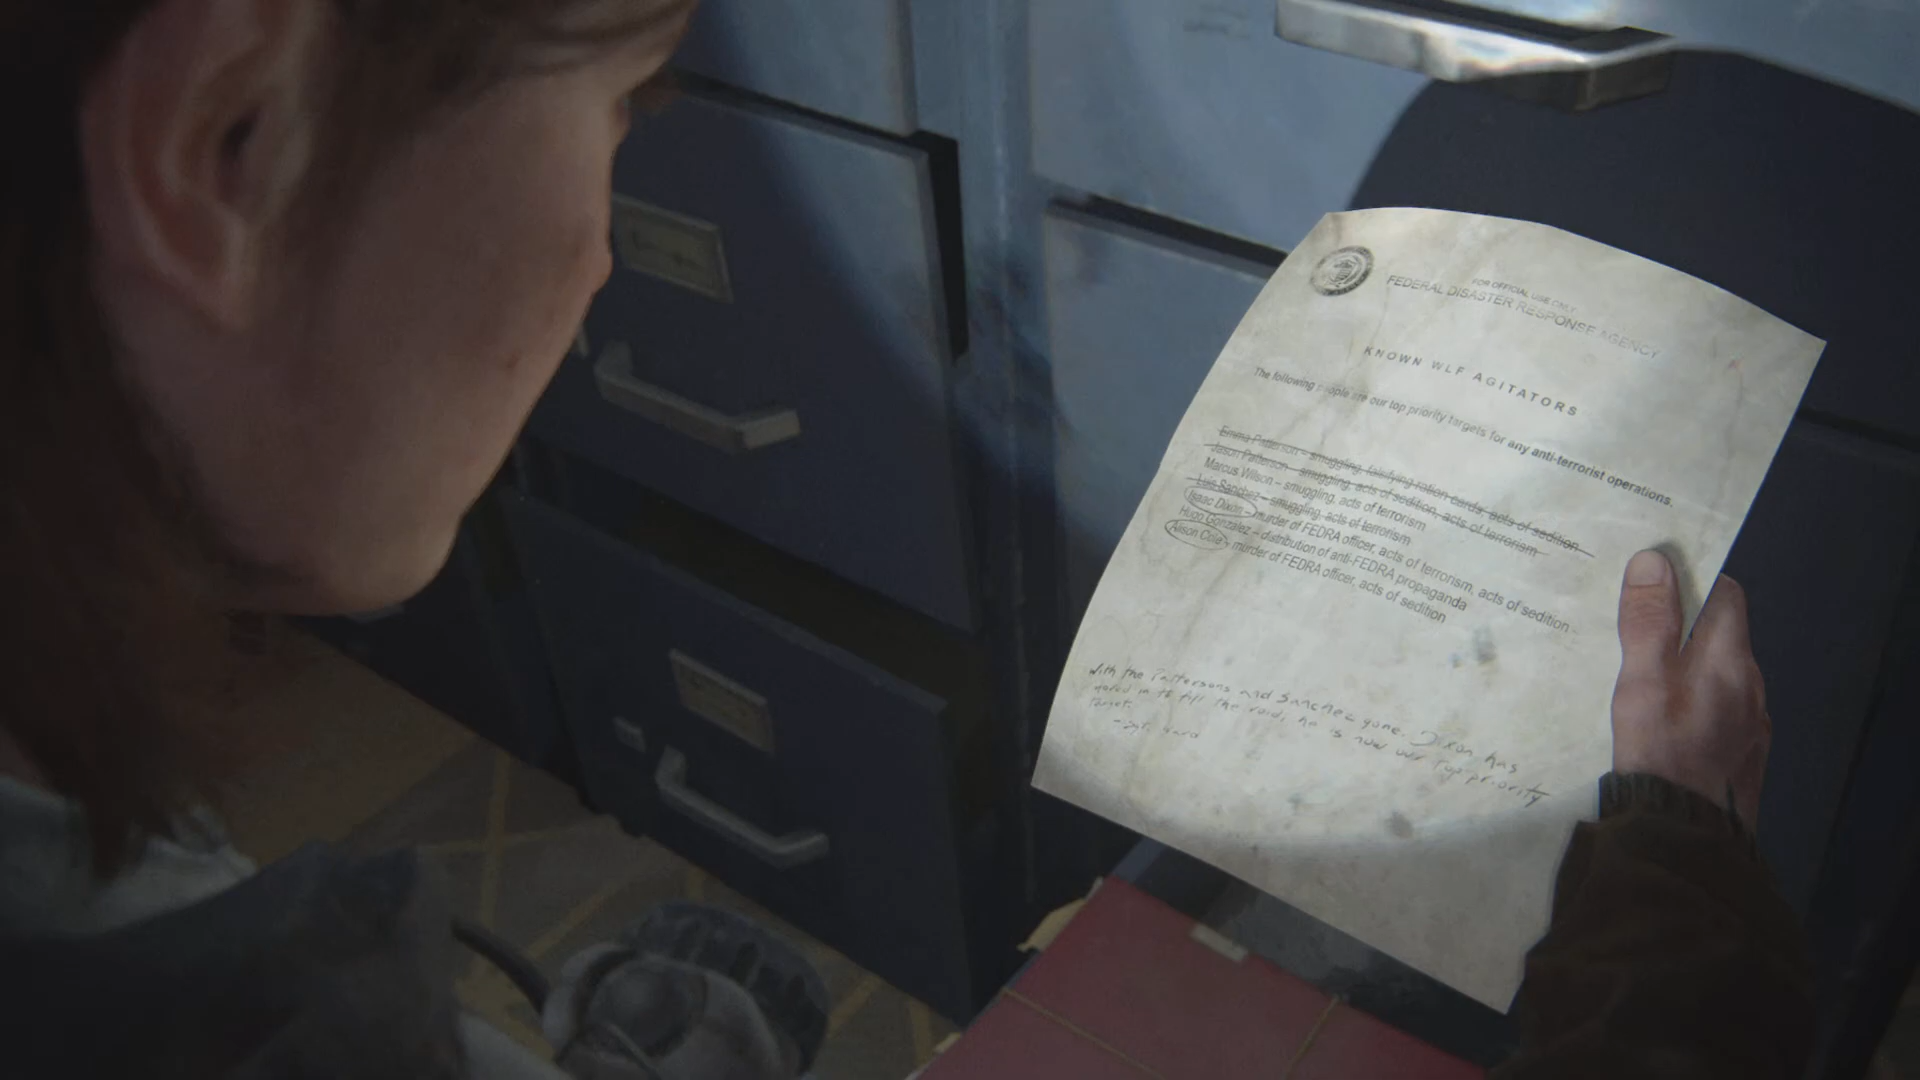 FOR OFFICIAL USE ONLY
FEDERAL DISASTER RESPONSE AGENCY
KNOWN WLF AGITATORS
The following people are our top priority targets for any anti-terrorist operations.
Emma Patterson – smuggling, falsifying ration cards, acts of sedition
Jason Patterson – smuggling, acts of sedition, acts of terrorism
Marcus Wilson – smuggling, acts of terrorism
Luis Sanchez – smuggling, acts of terrorism
Isaac Dixon – murder of FEDRA officer, acts of terrorism, acts of sedition
Hugo Gonzalez – distribution of anti-FEDRA propaganda
Alison Cole – murder of FEDRA officer, acts of sedition
With the Pattersons and Sanchez gone, Dixon has
moved in to fill the void; he is now our top priority
target.